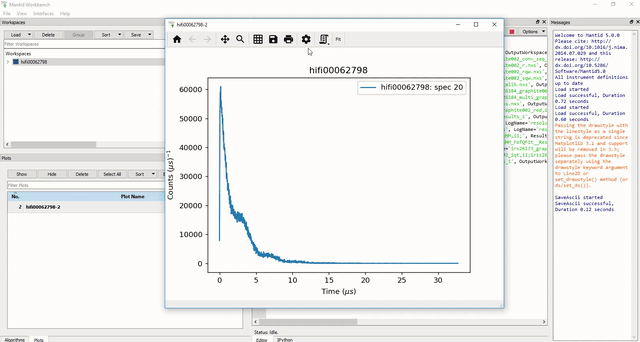 Mantid Workbench
File View Interfaces Help
Workspaces
Messages
Load Delete Group Sort Save
Filter Workspaces
Workspaces
hifi00062798
Plots
Show Hide Delete Select All Sort
Filter Plots
No. Plot Name
2 hifi00062798-2
Algorithms Plots
hifi00062798-2
Fit
hifi00062798
hifi00062798: spec 20
60000
50000
40000
30000
20000
10000
0
Counts (μs)⁻¹
0 5 10 15 20 25 30
Time (μs)
Options
Status: Idle.
Editor IPython
Welcome to Mantid 5.0.0
Please cite: http://
dx.doi.org/10.1016/j.nima.
2014.07.029 and this
release: http://
dx.doi.org/10.5286/
Software/Mantid5.0
All instrument definitions
up to date
Load started
Load successful, Duration
0.72 seconds
Load started
Load successful, Duration
0.60 seconds
Passing the drawstyle with
the linestyle as a single
string is deprecated since
Matplotlib 3.1 and support
will be removed in 3.3;
please pass the drawstyle
separately using the
drawstyle keyword argument
to Line2D or
set_drawstyle() method (or
ds/set_ds()).
SaveAscii started
SaveAscii successful,
Duration 0.12 seconds